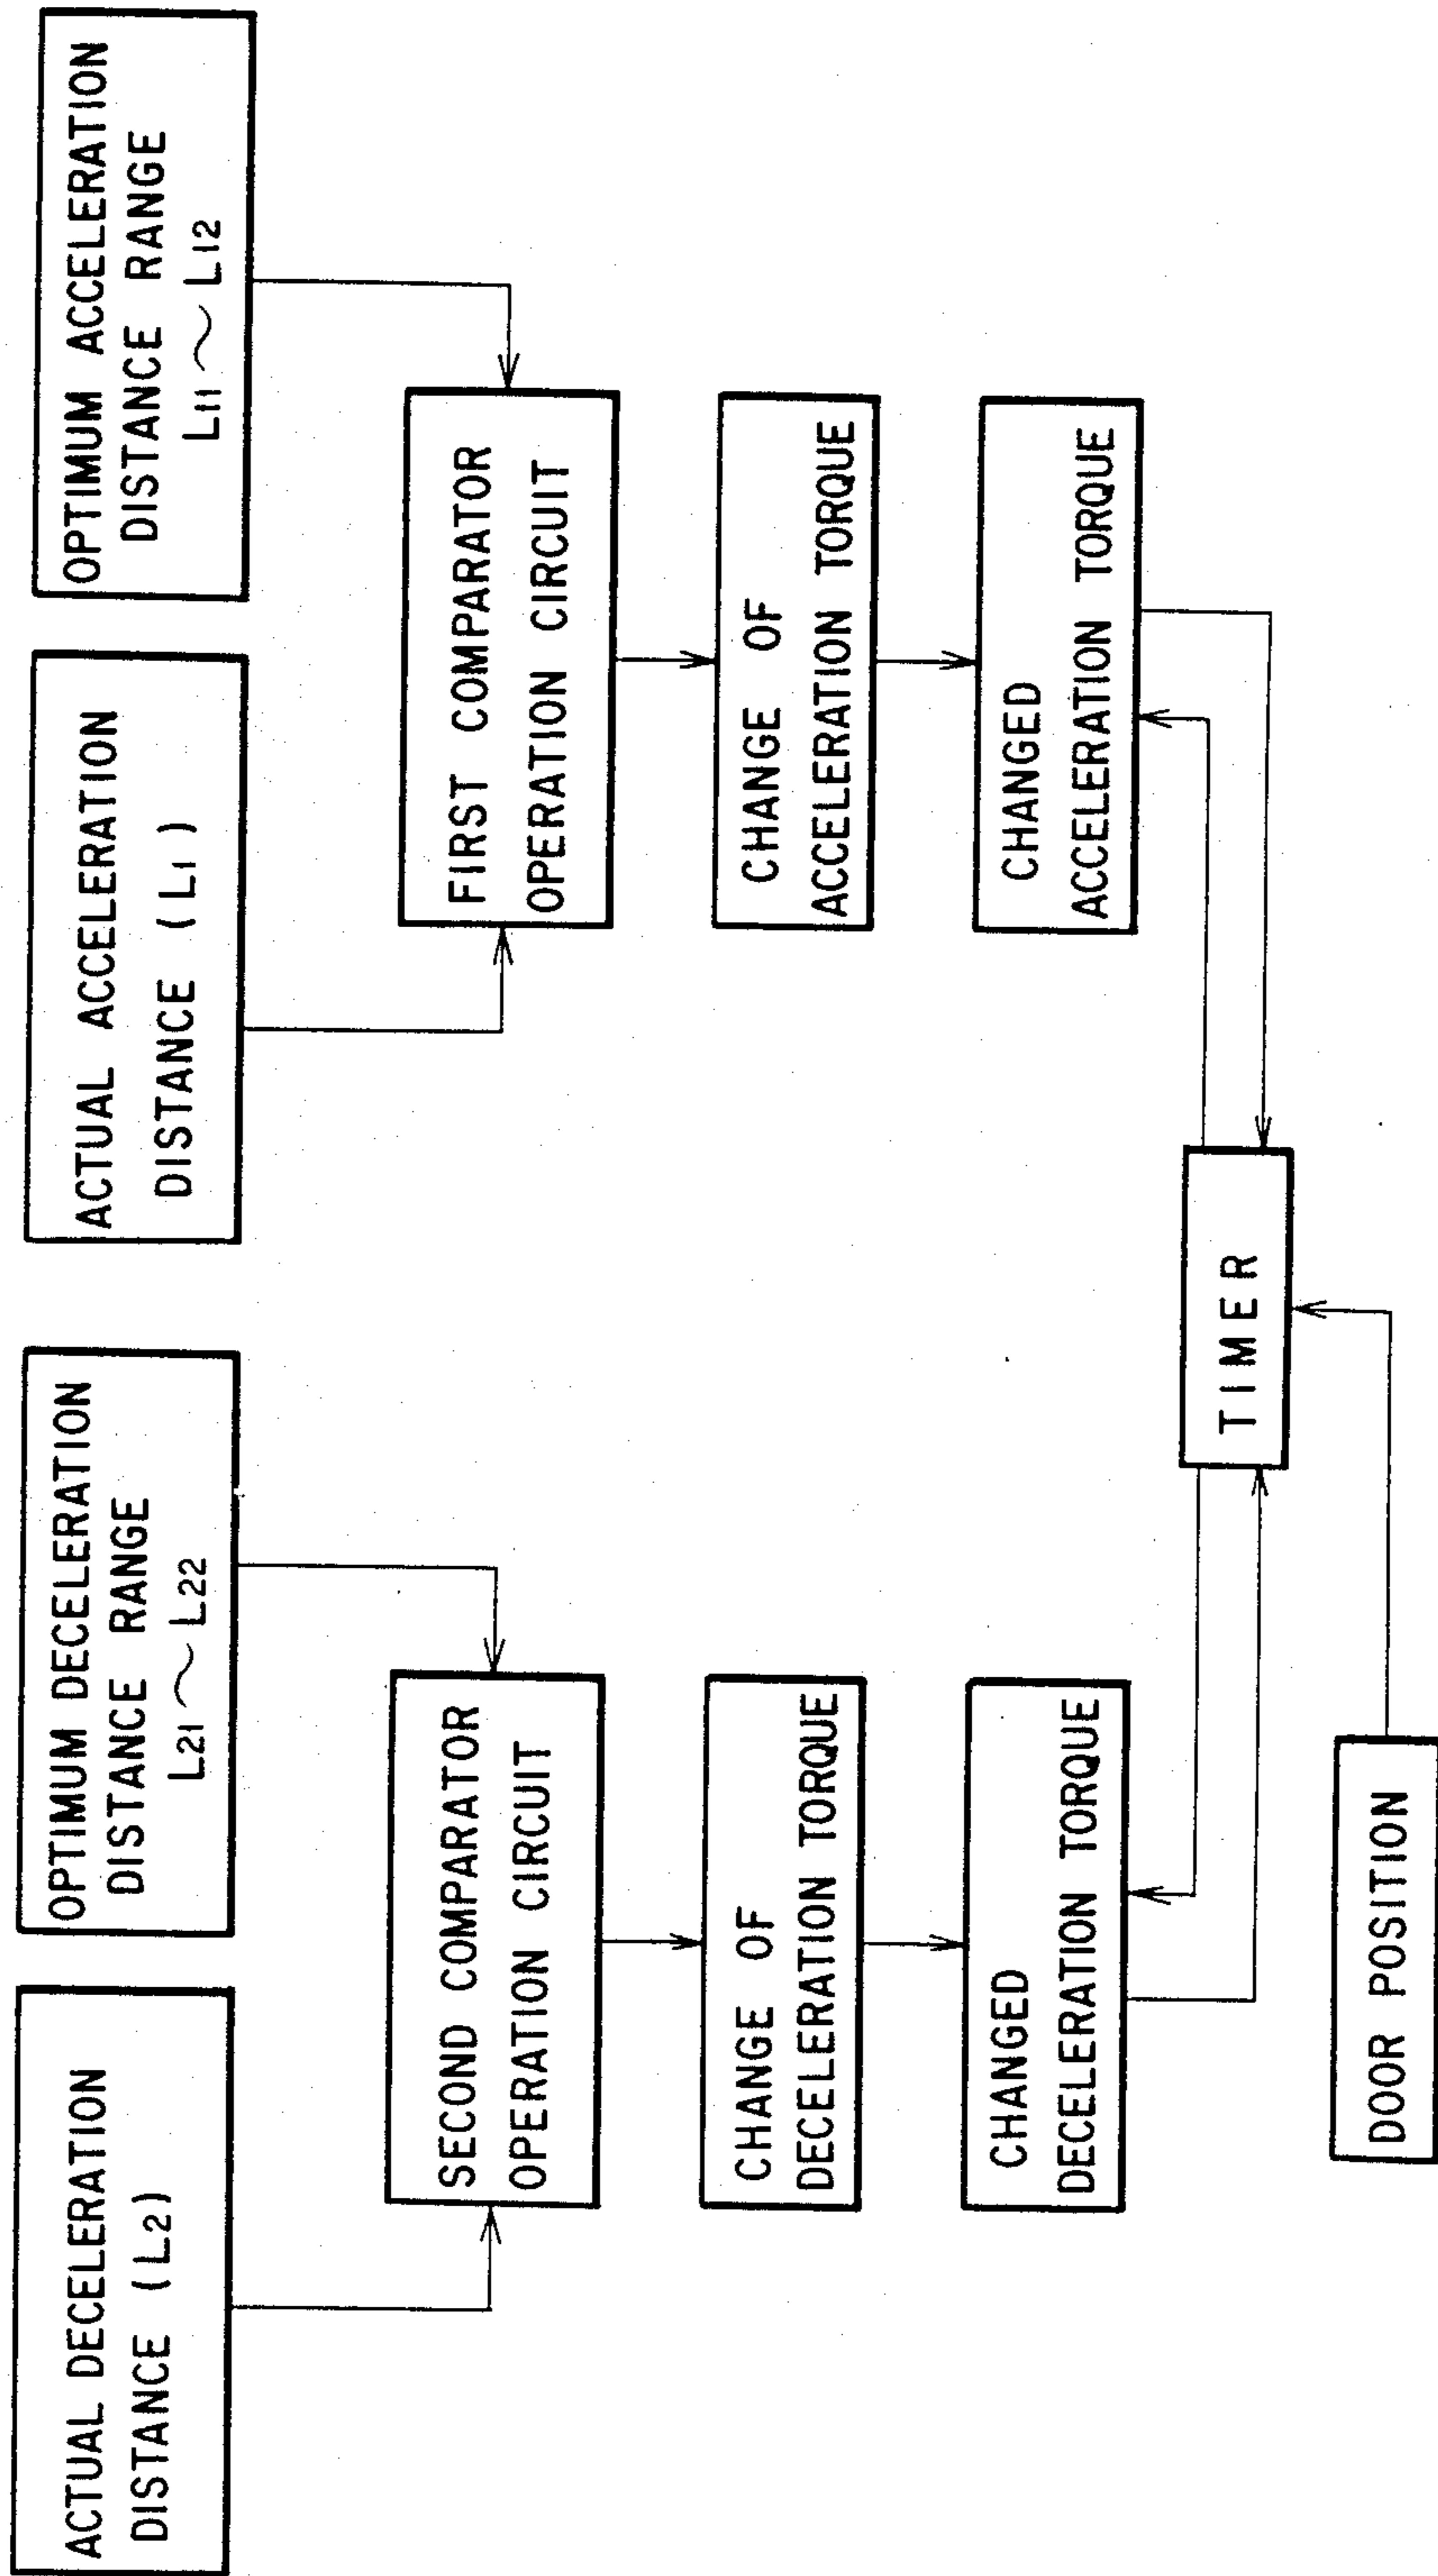 ACTUAL DECELERATION
DISTANCE (L2)
OPTIMUM DECELERATION
DISTANCE RANGE
L21～L22
ACTUAL ACCELERATION
DISTANCE (L1)
OPTIMUM ACCELERATION
DISTANCE RANGE
L11～L12
SECOND COMPARATOR
OPERATION CIRCUIT
FIRST COMPARATOR
OPERATION CIRCUIT
CHANGE OF
DECELERATION TORQUE
CHANGE OF
ACCELERATION TORQUE
CHANGED
DECELERATION TORQUE
CHANGED
ACCELERATION TORQUE
TIMER
DOOR POSITION